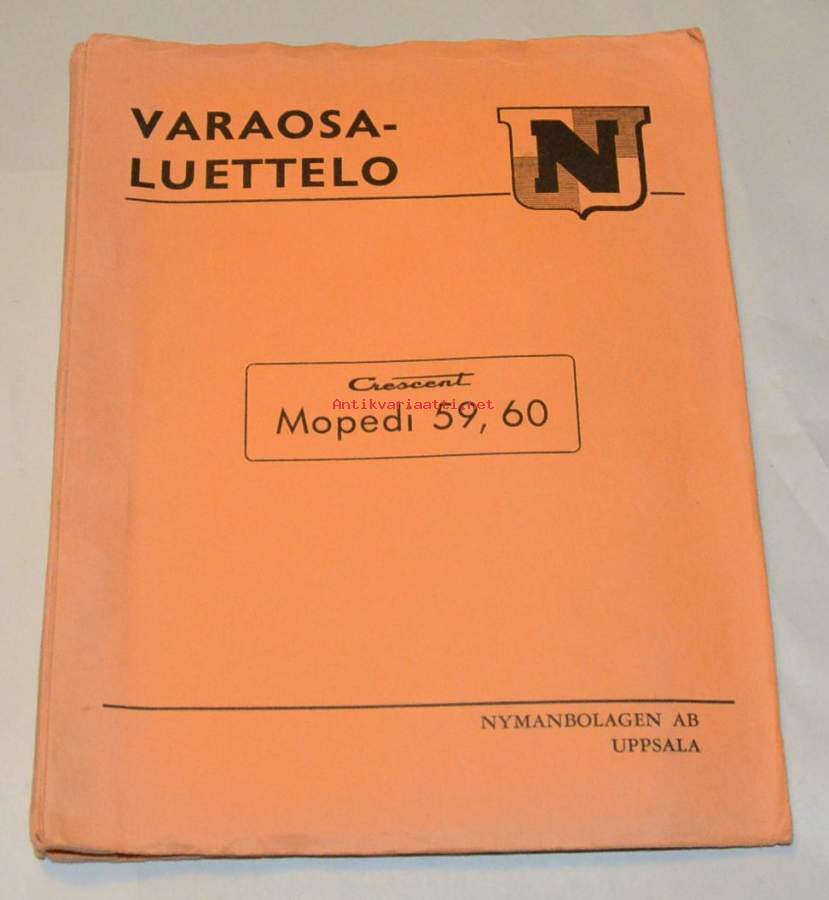 VARAOSA-
LUETTELO
N
Crescent
Antikvariaatti.net
Mopedi 59, 60
NYMANBOLAGEN AB
UPPSALA